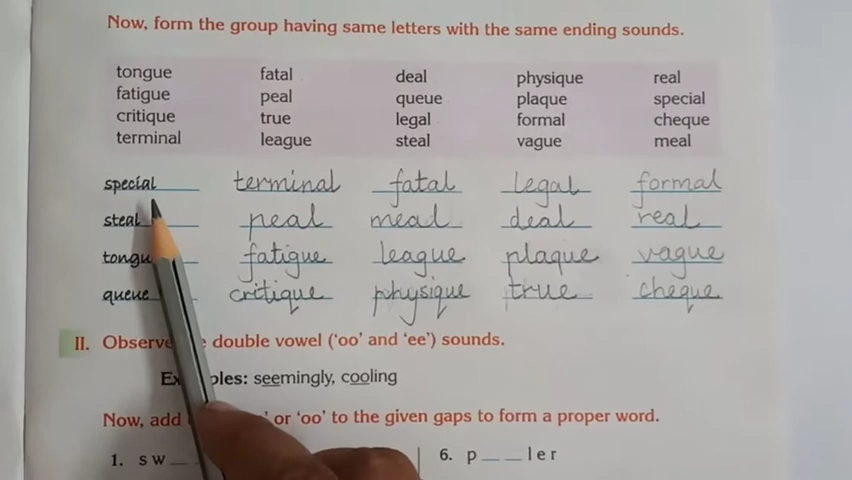 Now, form the group having same letters with the same ending sounds.
tongue fatal deal physique real
fatigue peal queue plaque special
critique true legal formal cheque
terminal league steal vague meal
special terminal fatal legal formal
steal peal meal deal real
tongu fatigue league plaque vague
queue critique physique true cheque
II. Observe double vowel ('oo' and 'ee') sounds.
seemingly, cooling
Now, add or 'oo' to the given gaps to form a proper word.
1. s w _ 6. p _ _ l e r